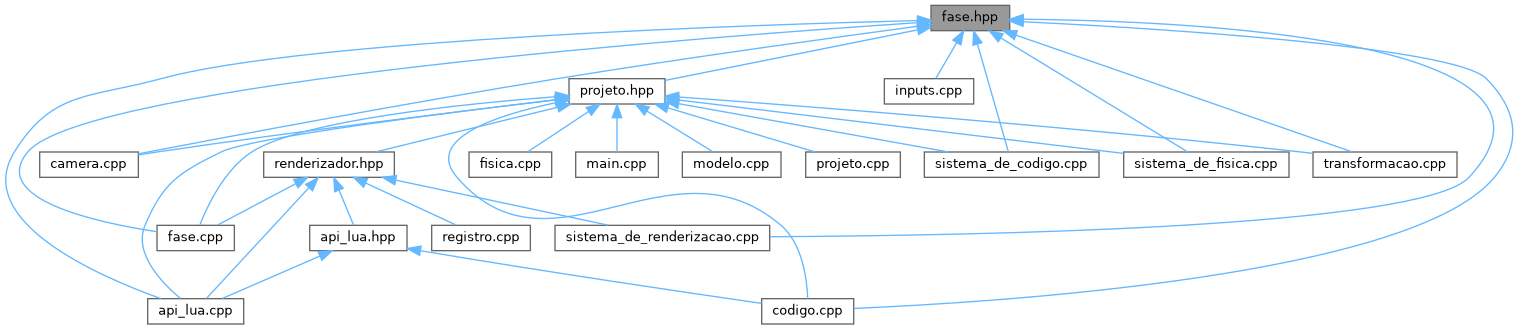 fase.hpp
projeto.hpp
inputs.cpp
camera.cpp
renderizador.hpp
fisica.cpp
main.cpp
modelo.cpp
projeto.cpp
sistema_de_codigo.cpp
sistema_de_fisica.cpp
transformacao.cpp
fase.cpp
api_lua.hpp
registro.cpp
sistema_de_renderizacao.cpp
api_lua.cpp
codigo.cpp